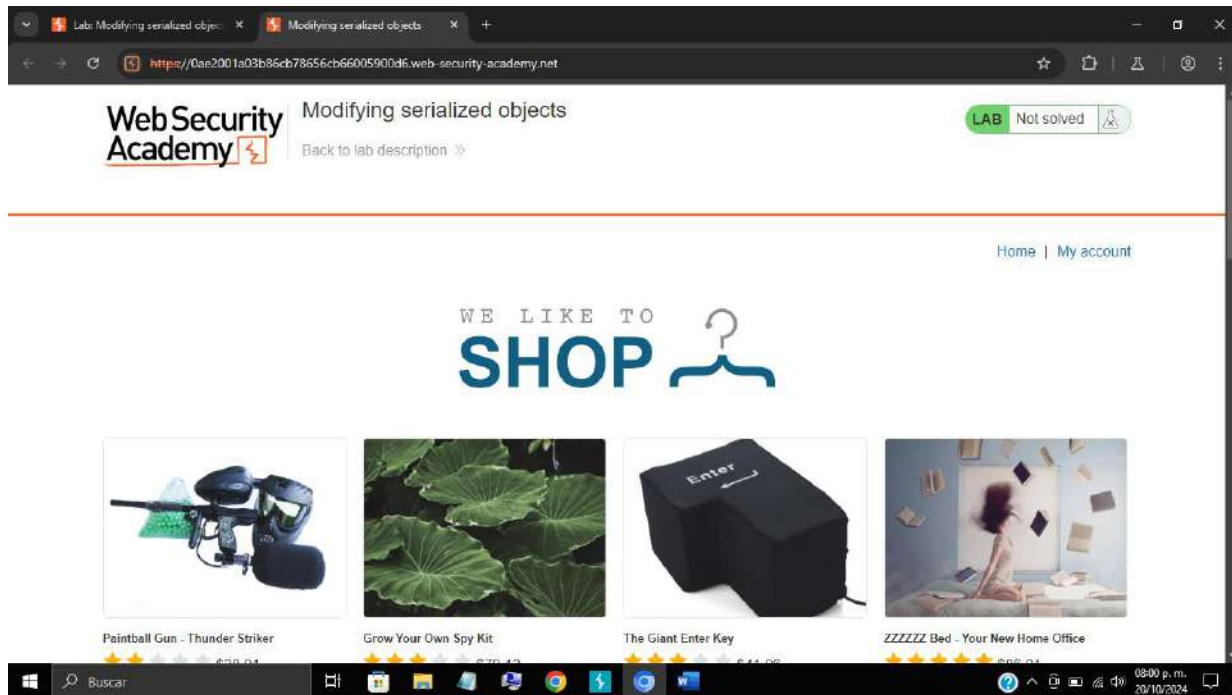 Lab: Modifying serialized objec
Modifying serialized objects
https://0ae2001a03b86cb78656cb66005900d6.web-security-academy.net
Web Security
Academy
Modifying serialized objects
Back to lab description
LAB Not solved
Home | My account
WE LIKE TO
SHOP
Enter
Paintball Gun - Thunder Striker
Grow Your Own Spy Kit
The Giant Enter Key
ZZZZZZ Bed - Your New Home Office
Buscar
08:00 p. m.
20/10/2024